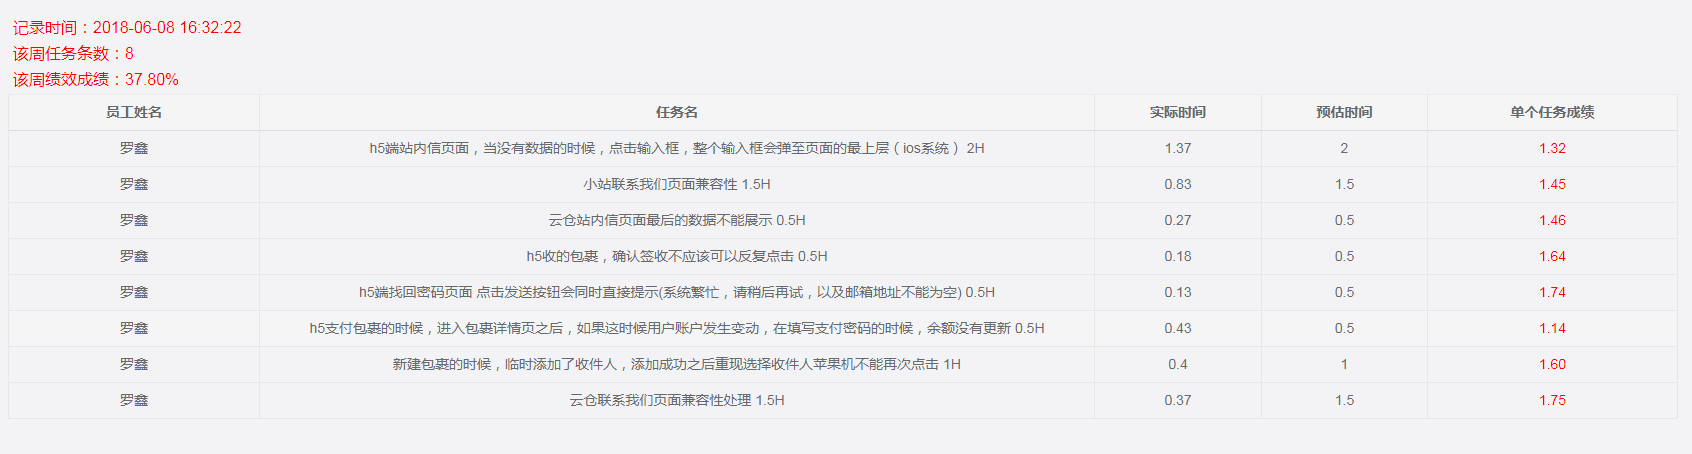 记录时间：2018-06-08 16:32:22
该周任务条数：8
该周绩效成绩：37.80%
员工姓名 任务名 实际时间 预估时间 单个任务成绩
罗鑫 h5端站内信页面，当没有数据的时候，点击输入框，整个输入框会弹至页面的最上层（ios系统） 2H 1.37 2 1.32
罗鑫 小站联系我们页面兼容性 1.5H 0.83 1.5 1.45
罗鑫 云仓站内信页面最后的数据不能展示 0.5H 0.27 0.5 1.46
罗鑫 h5收的包裹，确认签收不应该可以反复点击 0.5H 0.18 0.5 1.64
罗鑫 h5端找回密码页面 点击发送按钮会同时直接提示(系统繁忙，请稍后再试，以及邮箱地址不能为空) 0.5H 0.13 0.5 1.74
罗鑫 h5支付包裹的时候，进入包裹详情页之后，如果这时候用户账户发生变动，在填写支付密码的时候，余额没有更新 0.5H 0.43 0.5 1.14
罗鑫 新建包裹的时候，临时添加了收件人，添加成功之后重现选择收件人苹果机不能再次点击 1H 0.4 1 1.60
罗鑫 云仓联系我们页面兼容性处理 1.5H 0.37 1.5 1.75